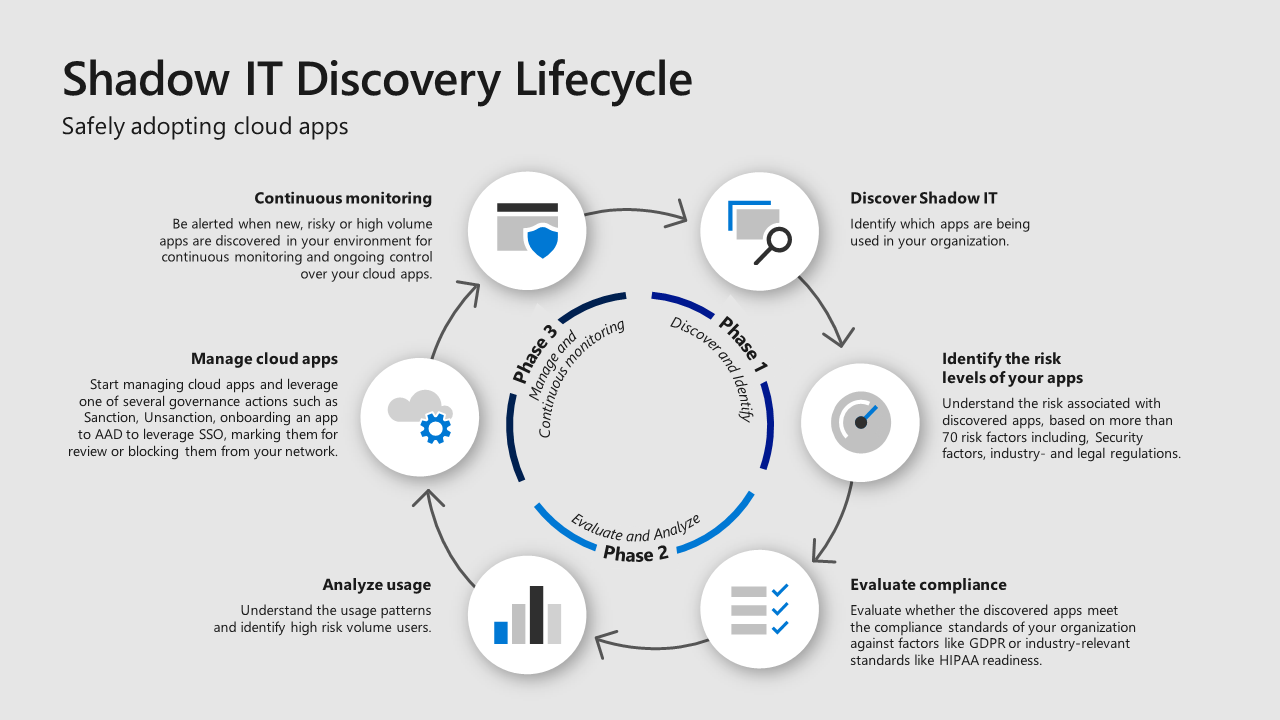 Shadow IT Discovery Lifecycle
Safely adopting cloud apps
Continuous monitoring
Be alerted when new, risky or high volume
apps are discovered in your environment for
continuous monitoring and ongoing control
over your cloud apps.
Discover Shadow IT
Identify which apps are being
used in your organization.
Phase 3
Manage and
Continuous monitoring
Phase 1
Discover and Identify
Manage cloud apps
Start managing cloud apps and leverage
one of several governance actions such as
Sanction, Unsanction, onboarding an app
to AAD to leverage SSO, marking them for
review or blocking them from your network.
Identify the risk
levels of your apps
Understand the risk associated with
discovered apps, based on more than
70 risk factors including, Security
factors, industry- and legal regulations.
Evaluate and Analyze
Phase 2
Analyze usage
Understand the usage patterns
and identify high risk volume users.
Evaluate compliance
Evaluate whether the discovered apps meet
the compliance standards of your organization
against factors like GDPR or industry-relevant
standards like HIPAA readiness.